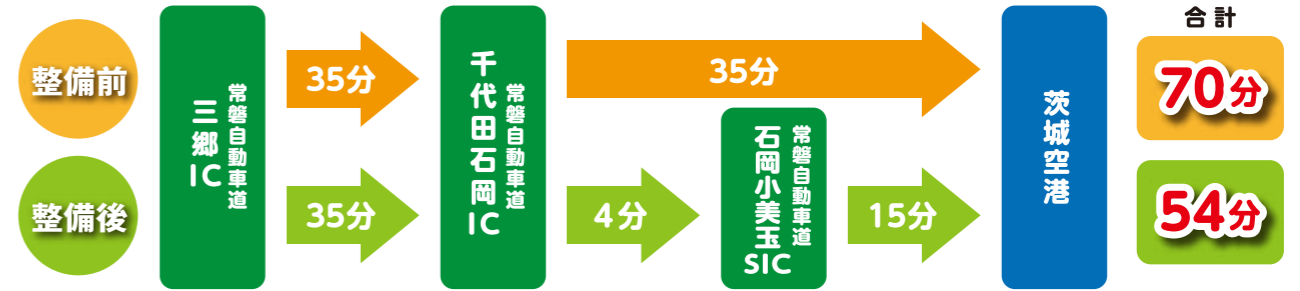 合計
整備前
常磐自動車道
三郷IC
35分
常磐自動車道
千代田石岡IC
35分
茨城空港
70分
整備後
35分
4分
常磐自動車道
石岡小美玉SIC
15分
54分